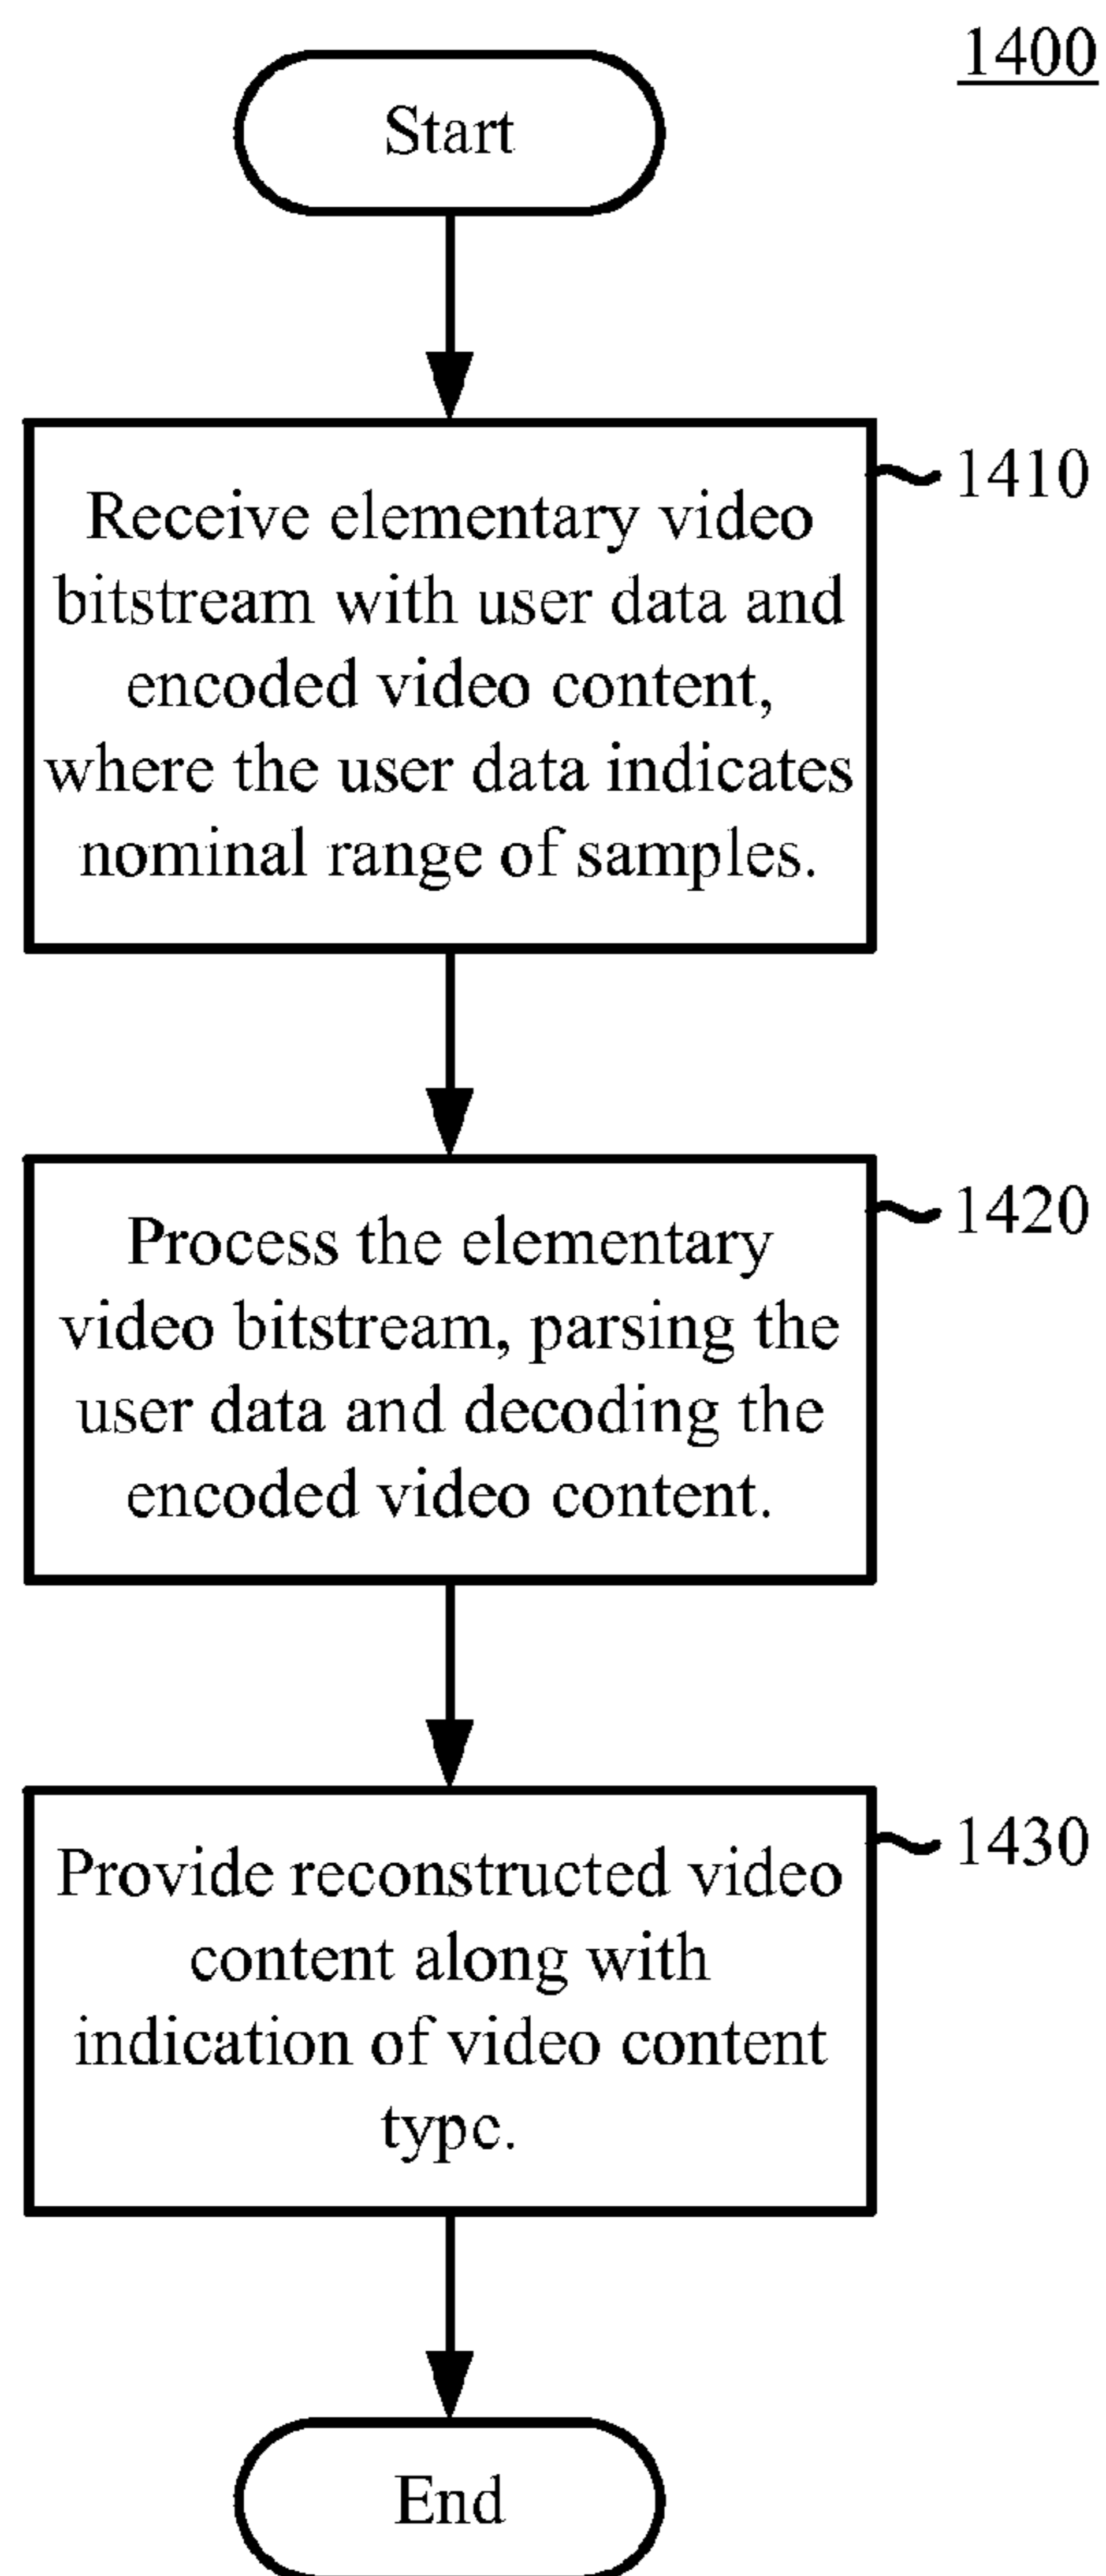 1400
Start
1410
Receive elementary video
bitstream with user data and
encoded video content,
where the user data indicates
nominal range of samples.
1420
Process the elementary
video bitstream, parsing the
user data and decoding the
encoded video content.
1430
Provide reconstructed video
content along with
indication of video content
type.
End